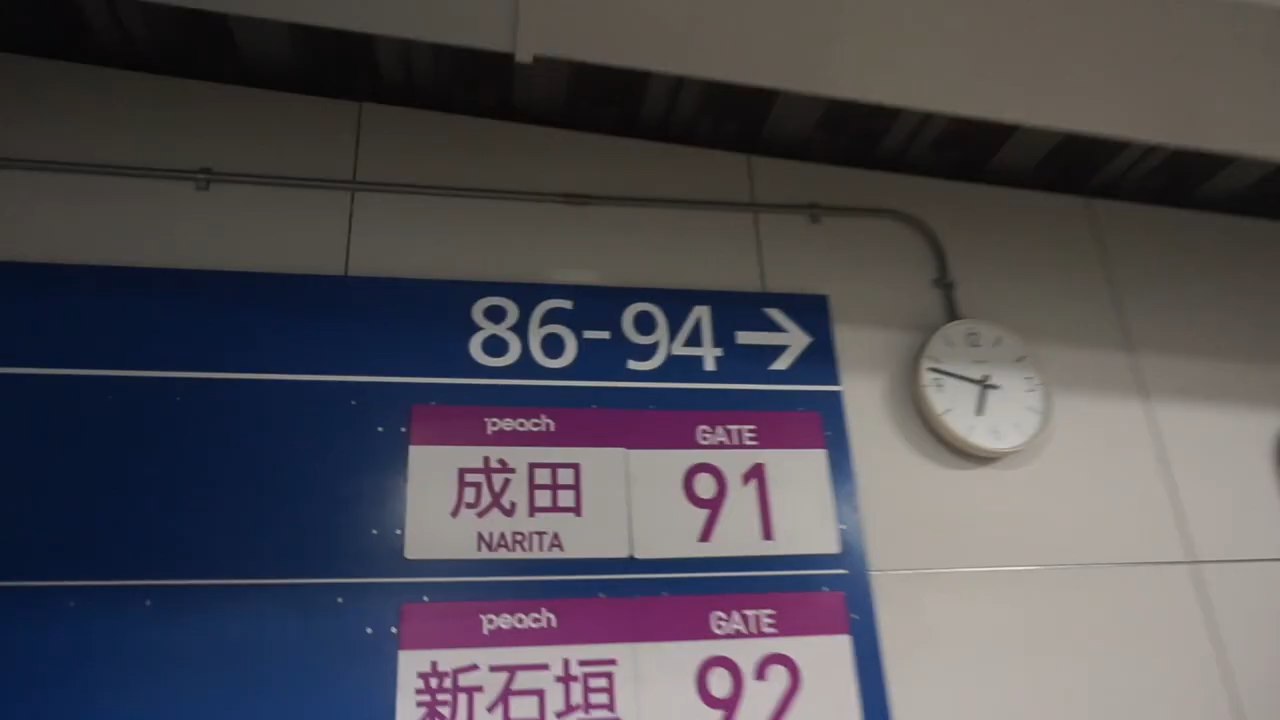 86-94→
peach GATE
成田 91
NARITA
peach GATE
新石垣 92